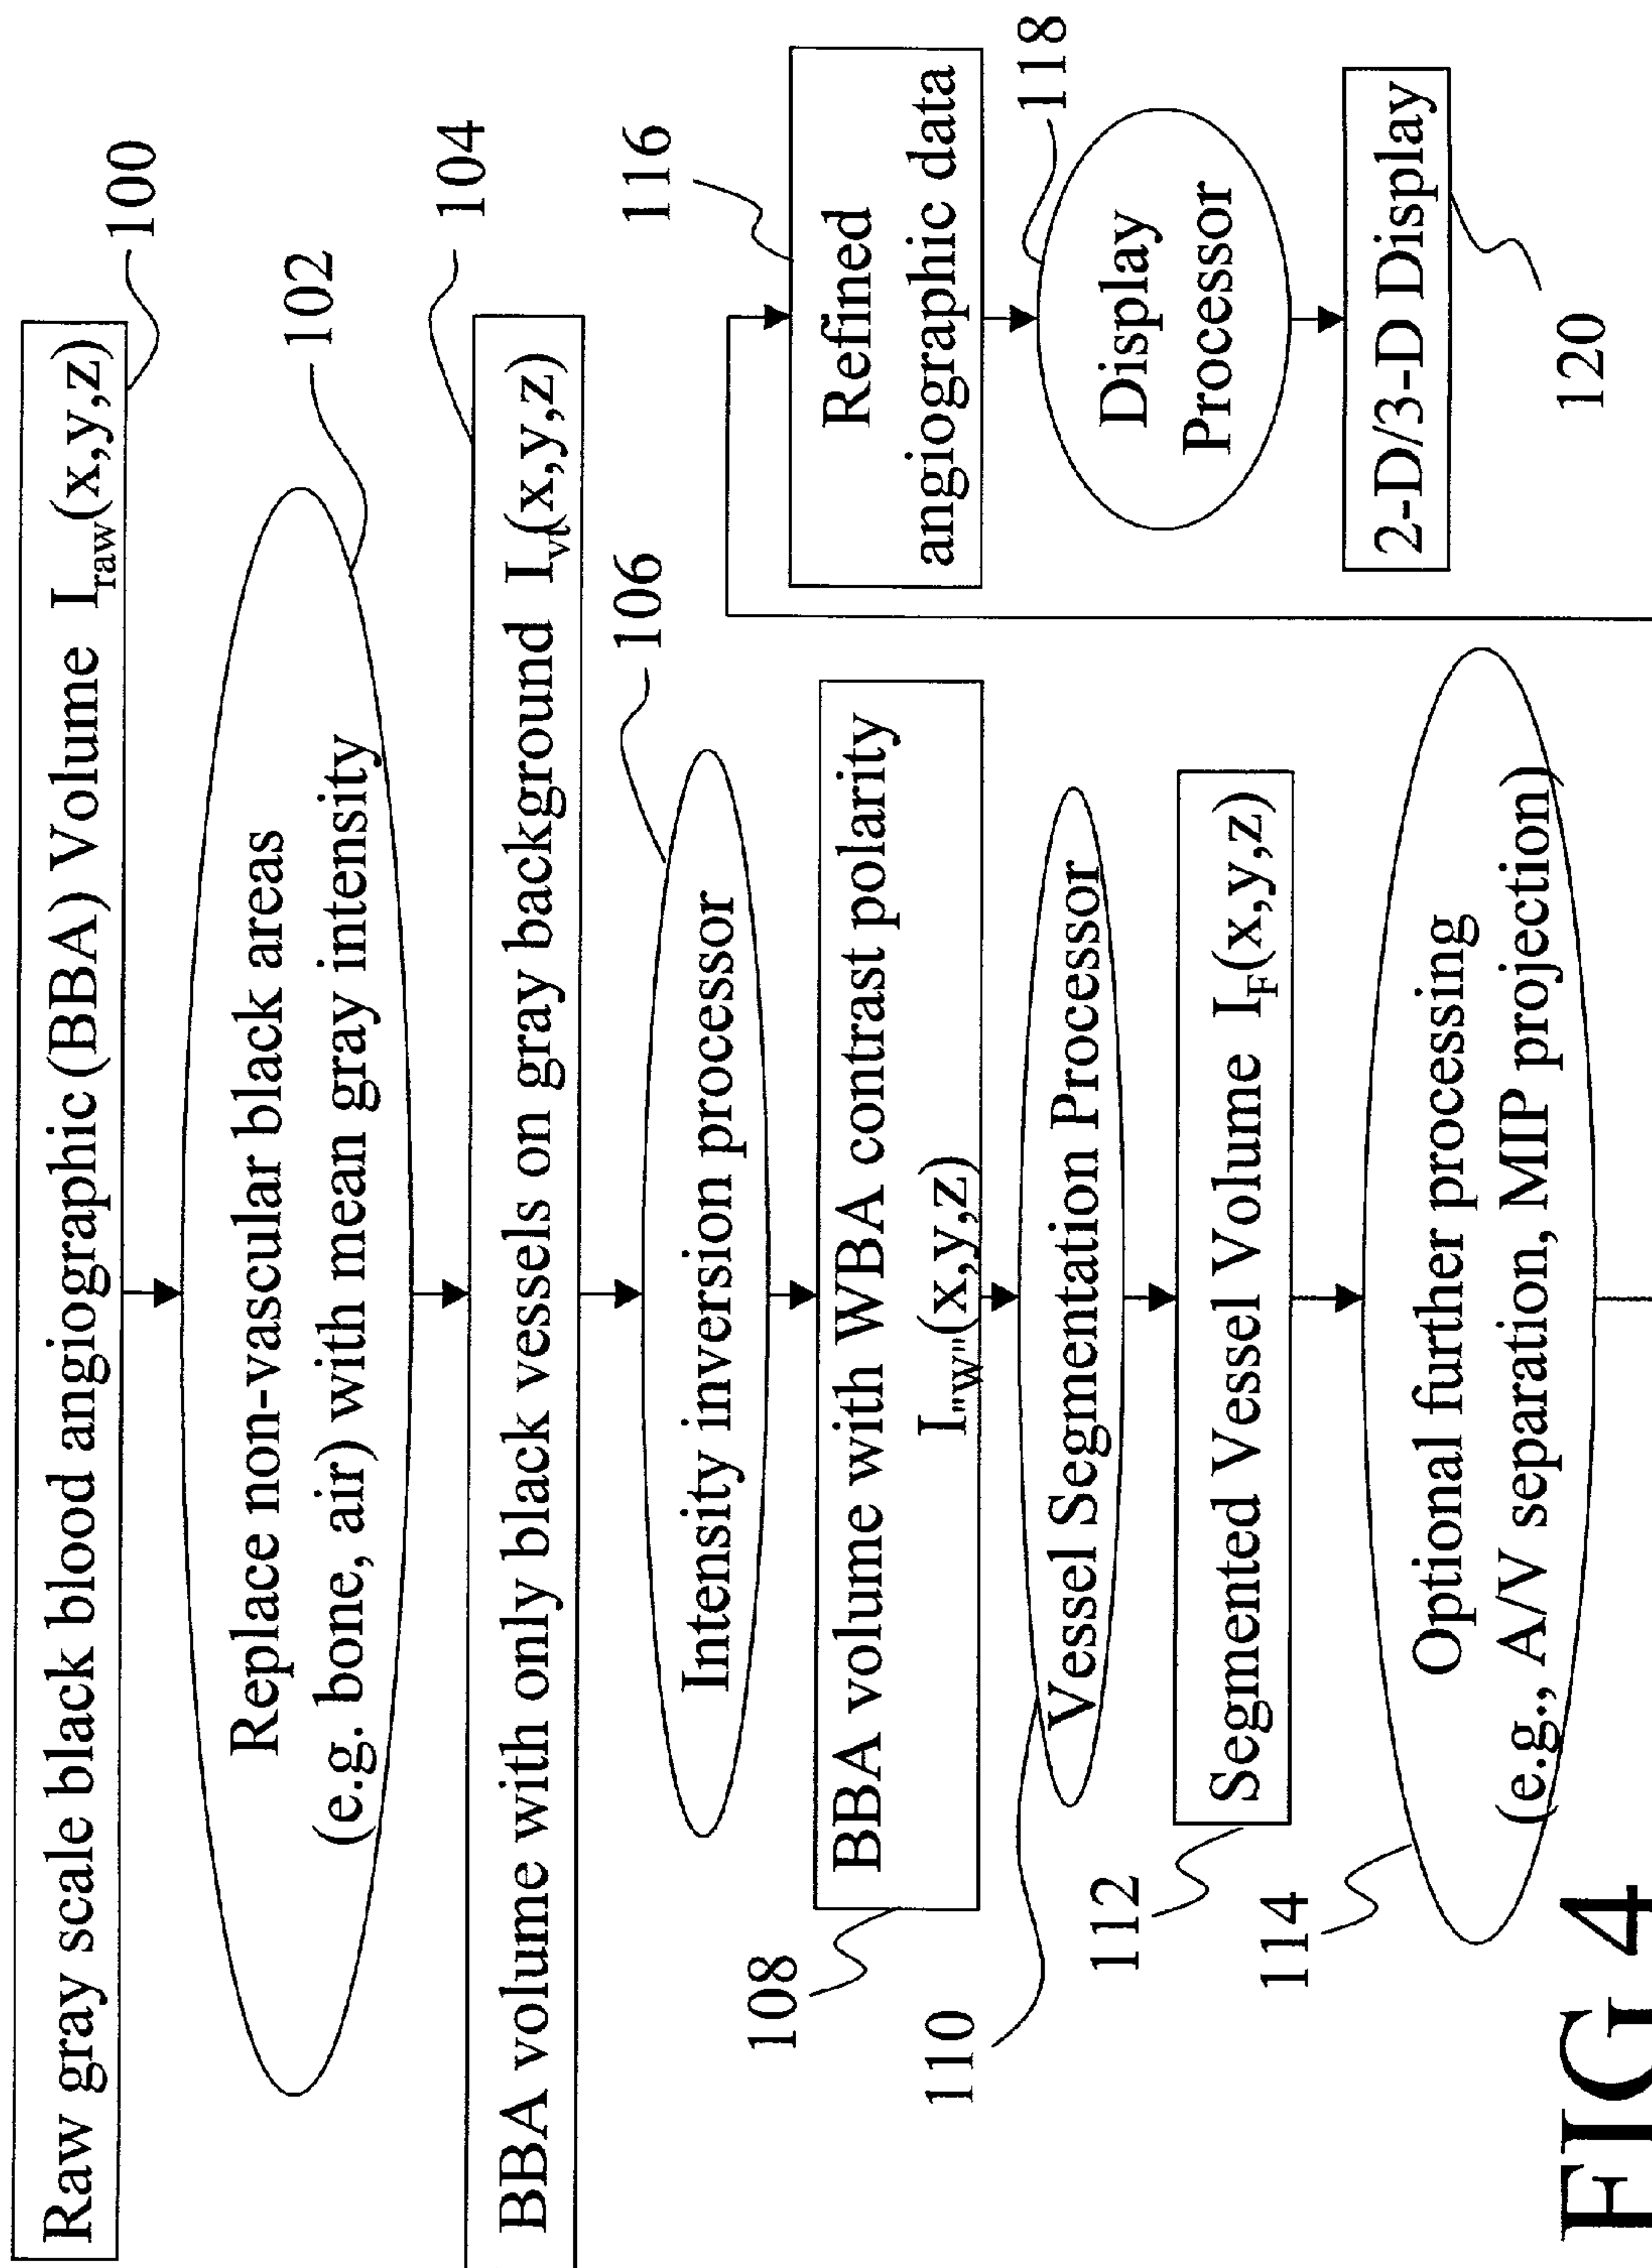 Raw gray scale black blood angiographic (BBA) Volume I_raw(x,y,z)
100
Replace non-vascular black areas
(e.g. bone, air) with mean gray intensity
102
BBA volume with only black vessels on gray background I_vt(x,y,z)
104
Intensity inversion processor
106
BBA volume with WBA contrast polarity
I_"W"(x,y,z)
108
Vessel Segmentation Processor
110
Segmented Vessel Volume I_F(x,y,z)
112
Optional further processing
(e.g., A/V separation, MIP projection)
114
116
Refined
angiographic data
118
Display
Processor
2-D/3-D Display
120
FIG 4